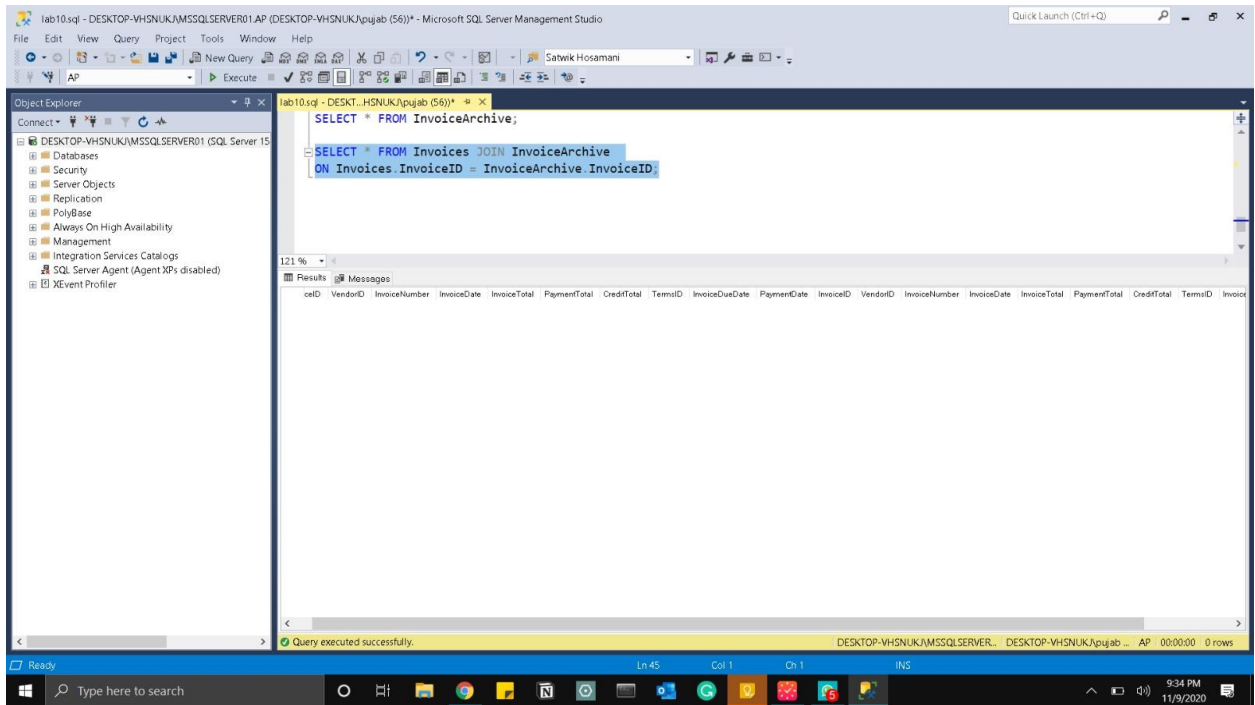 lab10.sql - DESKTOP-VHSNUKJ\MSSQLSERVER01.AP (DESKTOP-VHSNUKJ\pujab (56))* - Microsoft SQL Server Management Studio
Quick Launch (Ctrl+Q)
File Edit View Query Project Tools Window Help
New Query
Satwik Hosamani
AP
Execute
Object Explorer
lab10.sql - DESKT...HSNUKJ\pujab (56))*
Connect
DESKTOP-VHSNUKJ\MSSQLSERVER01 (SQL Server 15
Databases
Security
Server Objects
Replication
PolyBase
Always On High Availability
Management
Integration Services Catalogs
SQL Server Agent (Agent XPs disabled)
XEvent Profiler
SELECT * FROM InvoiceArchive;
SELECT * FROM Invoices JOIN InvoiceArchive
ON Invoices.InvoiceID = InvoiceArchive.InvoiceID;
121 %
Results Messages
ceID VendorID InvoiceNumber InvoiceDate InvoiceTotal PaymentTotal CreditTotal TermsID InvoiceDueDate PaymentDate InvoiceID VendorID InvoiceNumber InvoiceDate InvoiceTotal PaymentTotal CreditTotal TermsID Invoice
Query executed successfully.
DESKTOP-VHSNUKJ\MSSQLSERVER... DESKTOP-VHSNUKJ\pujab ... AP 00:00:00 0 rows
Ready
Ln 45 Col 1 Ch 1 INS
Type here to search
9:34 PM
11/9/2020